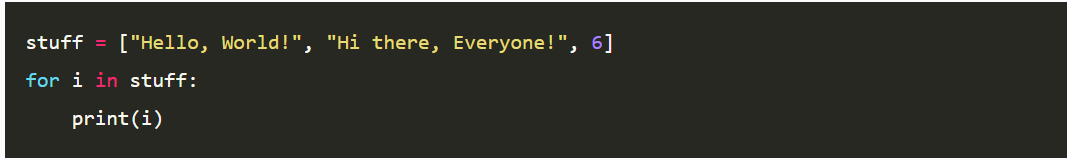 stuff = ["Hello, World!", "Hi there, Everyone!", 6]
for i in stuff:
    print(i)